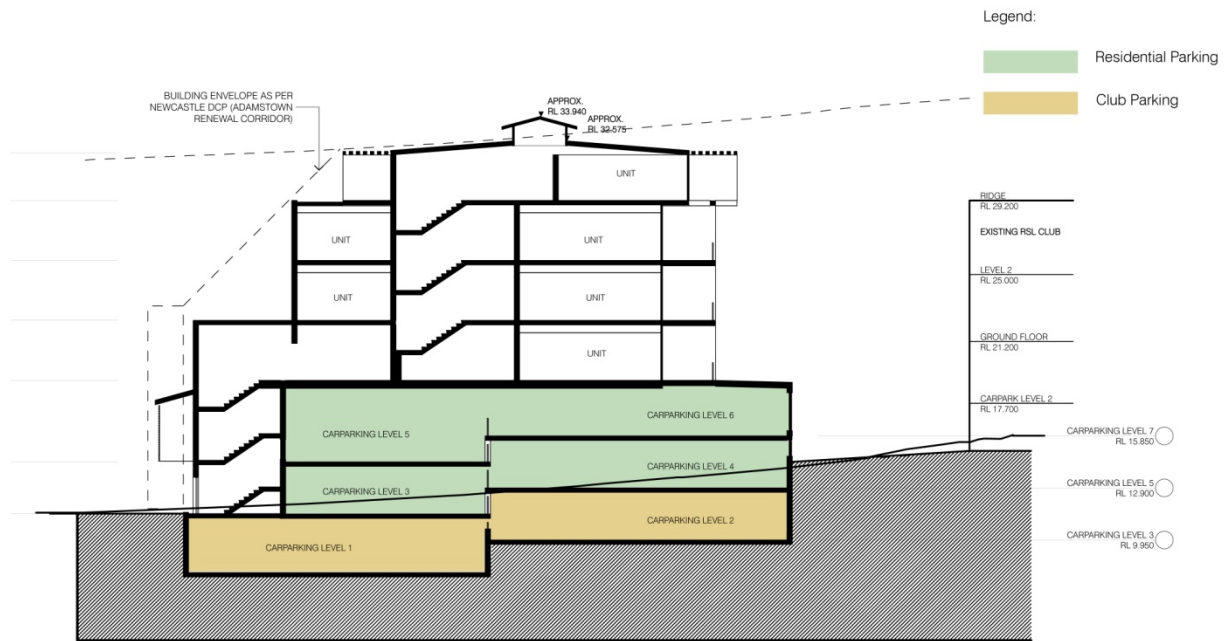 Legend:
Residential Parking
Club Parking
BUILDING ENVELOPE AS PER
NEWCASTLE DCP (ADAMSTOWN
RENEWAL CORRIDOR)
APPROX.
RL 33.940
APPROX.
RL 32.575
UNIT
UNIT
UNIT
UNIT
UNIT
UNIT
RIDGE
RL 29.200
EXISTING RSL CLUB
LEVEL 2
RL 25.000
GROUND FLOOR
RL 21.200
CARPARK LEVEL 2
RL 17.700
CARPARKING LEVEL 7
RL 15.850
CARPARKING LEVEL 5
RL 12.900
CARPARKING LEVEL 3
RL 9.950
CARPARKING LEVEL 6
CARPARKING LEVEL 5
CARPARKING LEVEL 4
CARPARKING LEVEL 3
CARPARKING LEVEL 2
CARPARKING LEVEL 1